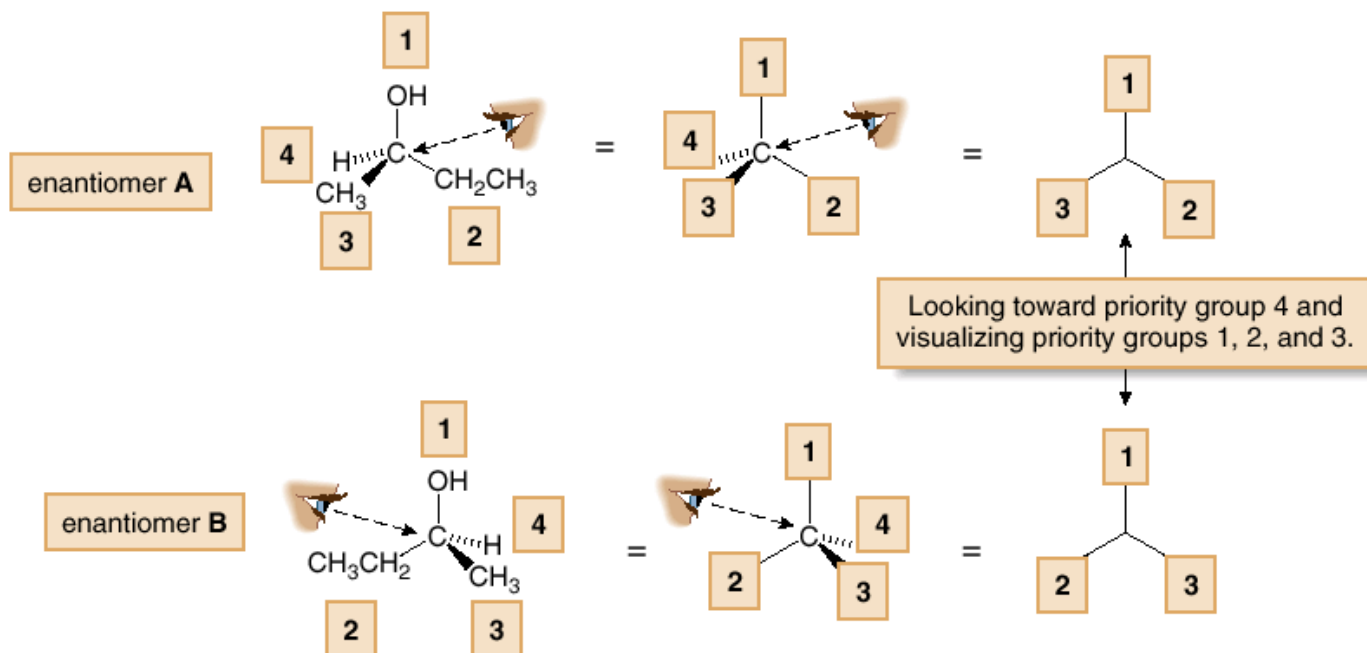 1
OH
4
H
C
CH3
CH2CH3
3
2
enantiomer A
=
1
4
C
3
2
=
1
3
2
Looking toward priority group 4 and
visualizing priority groups 1, 2, and 3.
1
OH
4
C
H
CH3CH2
CH3
2
3
enantiomer B
=
1
4
C
2
3
=
1
2
3